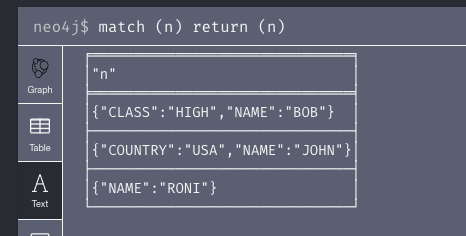 neo4j$ match (n) return (n)
Graph
Table
Text
"n"
{"CLASS":"HIGH","NAME":"BOB"}
{"COUNTRY":"USA","NAME":"JOHN"}
{"NAME":"RONI"}